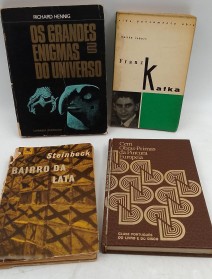 RICHARD HENNIG
OS GRANDES
ENIGMAS
DO UNIVERSO
Franz
Kafka
Steinbeck
BAIRRO DA
LATA
Cem
Obras-Primas
da Pintura
Europeia
CLUBE PORTUGUÊS
DO LIVRO E DO DISCO